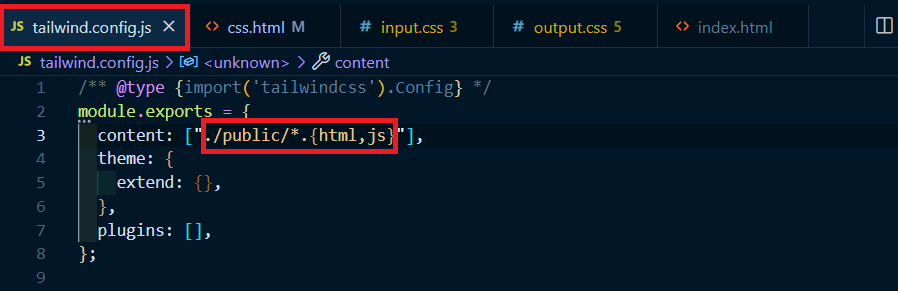 JS tailwind.config.js × <> css.html M # input.css 3 # output.css 5 <> index.html
JS tailwind.config.js > <unknown> > content
1 /** @type {import('tailwindcss').Config} */
2 module.exports = {
3 content: ["./public/*.{html,js}"],
4 theme: {
5 extend: {},
6 },
7 plugins: [],
8 };
9